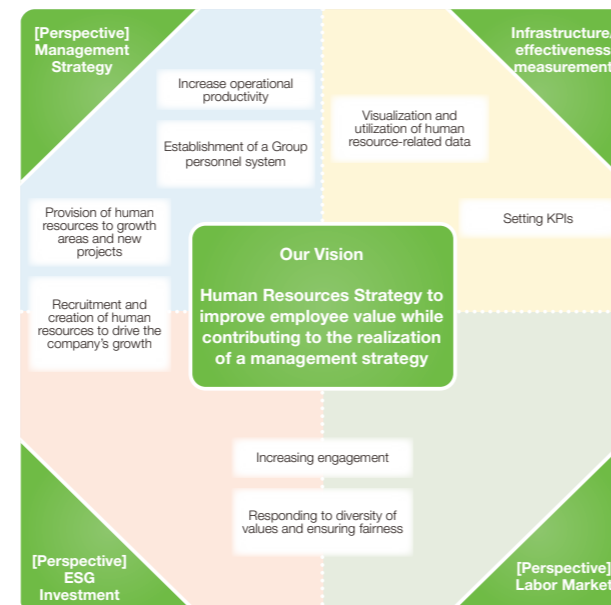 [Perspective]
Management
Strategy
Infrastructure/
effectiveness
measurement
Increase operational
productivity
Visualization and
utilization of human
resource-related data
Establishment of a Group
personnel system
Provision of human
resources to growth
areas and new
projects
Setting KPIs
Our Vision
Human Resources Strategy to
improve employee value while
contributing to the realization
of a management strategy
Recruitment and
creation of human
resources to drive the
company's growth
Increasing engagement
Responding to diversity of
values and ensuring fairness
[Perspective]
ESG
Investment
[Perspective]
Labor Market